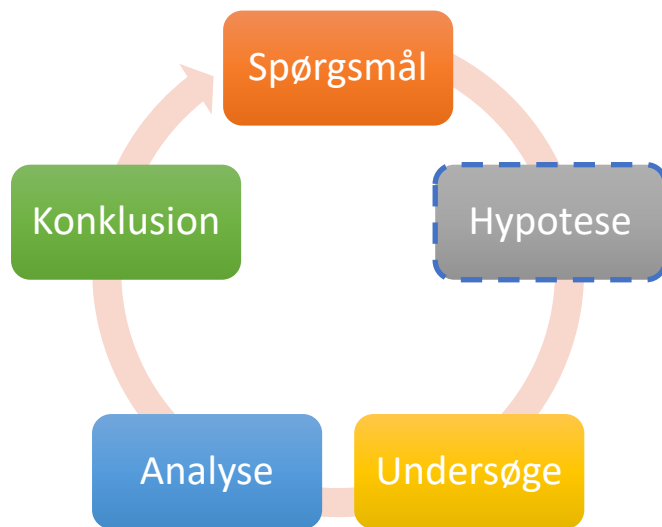 Spørgsmål
Hypotese
Undersøge
Analyse
Konklusion